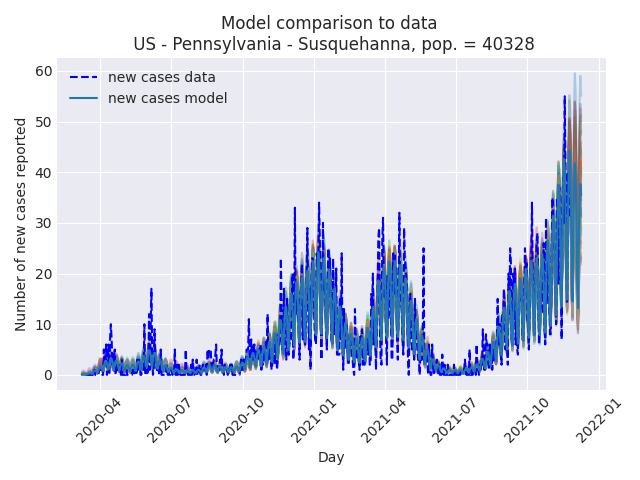 Model comparison to data
US - Pennsylvania - Susquehanna, pop. = 40328
new cases data
new cases model
Number of new cases reported
60
50
40
30
20
10
0
2020-04
2020-07
2020-10
2021-01
2021-04
2021-07
2021-10
2022-01
Day